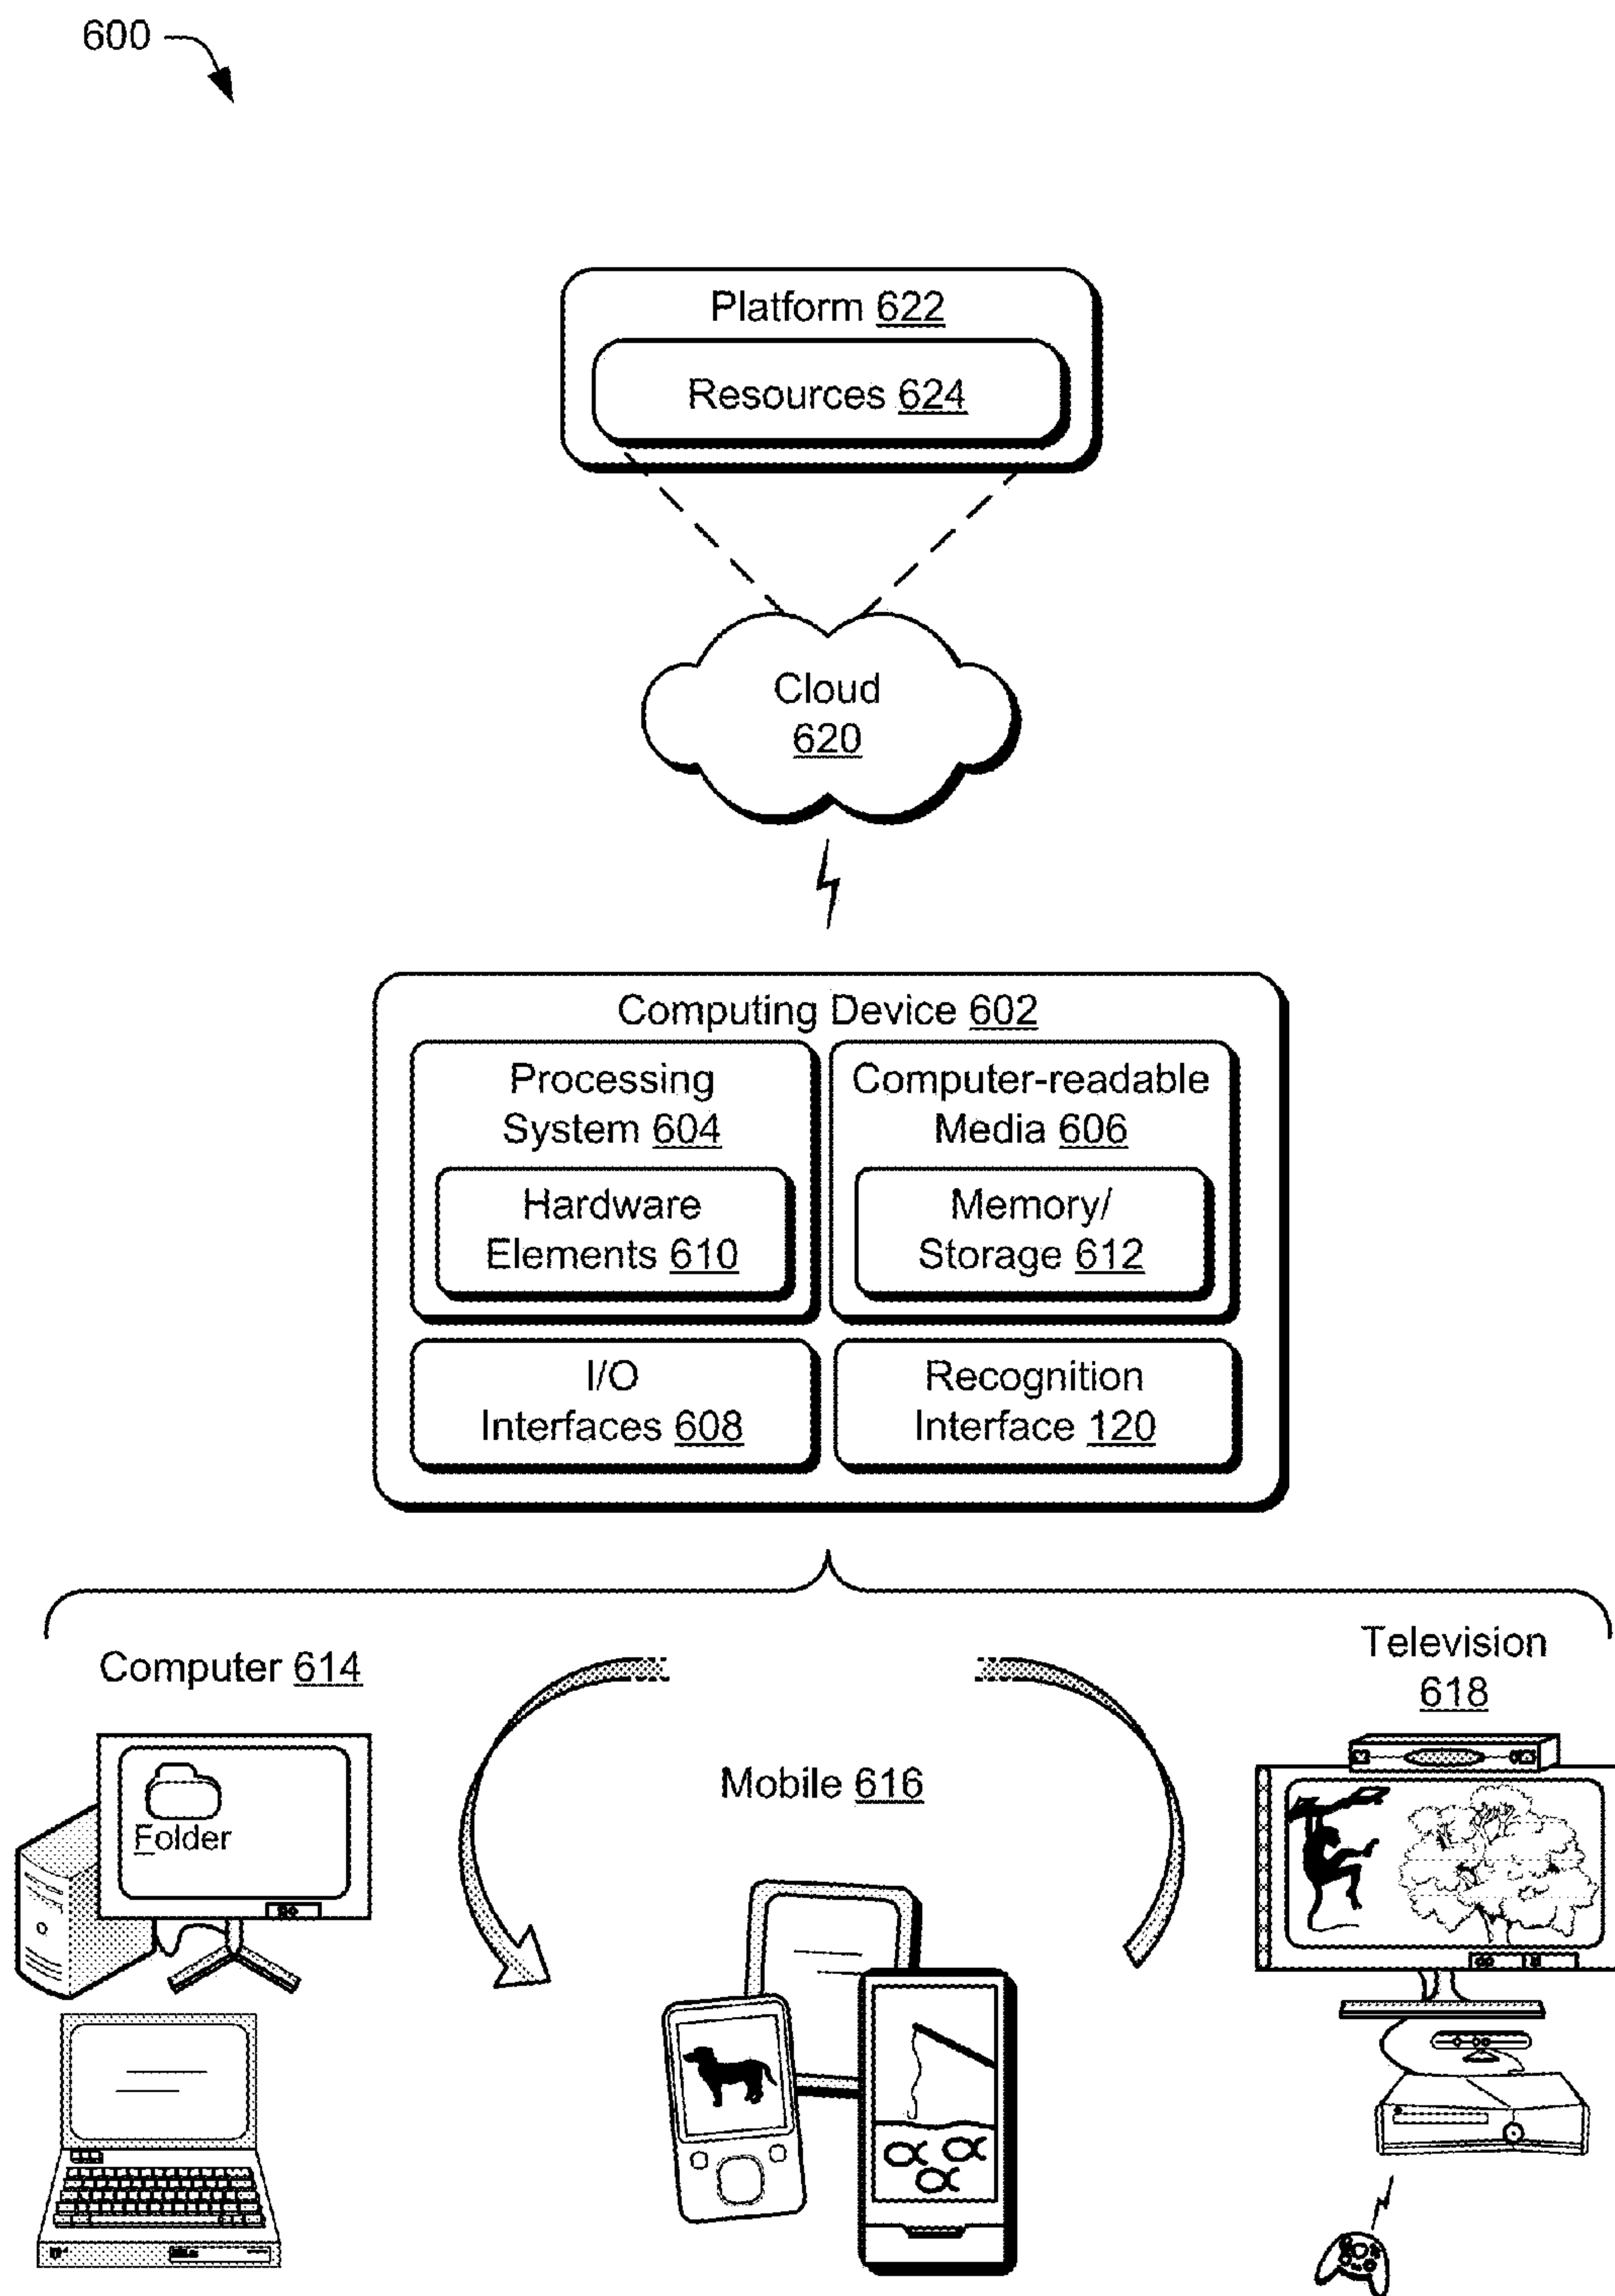 600
Platform 622
Resources 624
Cloud
620
Computing Device 602
Processing
System 604
Computer-readable
Media 606
Hardware
Elements 610
Memory/
Storage 612
I/O
Interfaces 608
Recognition
Interface 120
Computer 614
Television
618
Mobile 616
Folder